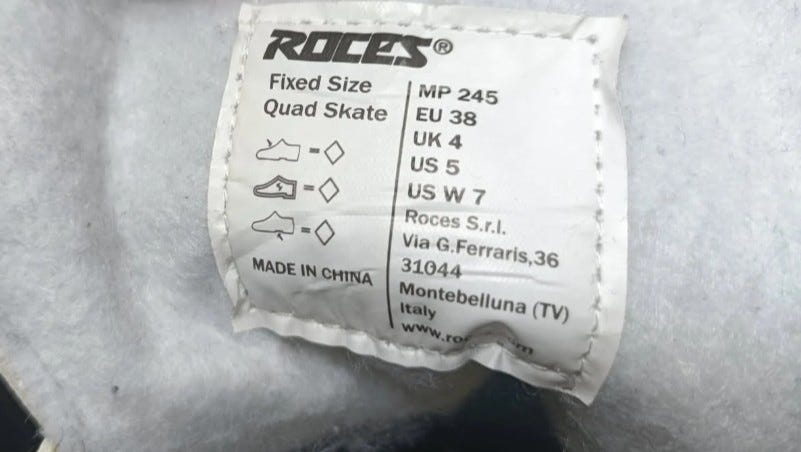 ROCES®
Fixed Size
Quad Skate
=
=
=
MADE IN CHINA
MP 245
EU 38
UK 4
US 5
US W 7
Roces S.r.l.
Via G.Ferraris,36
31044
Montebelluna (TV)
Italy